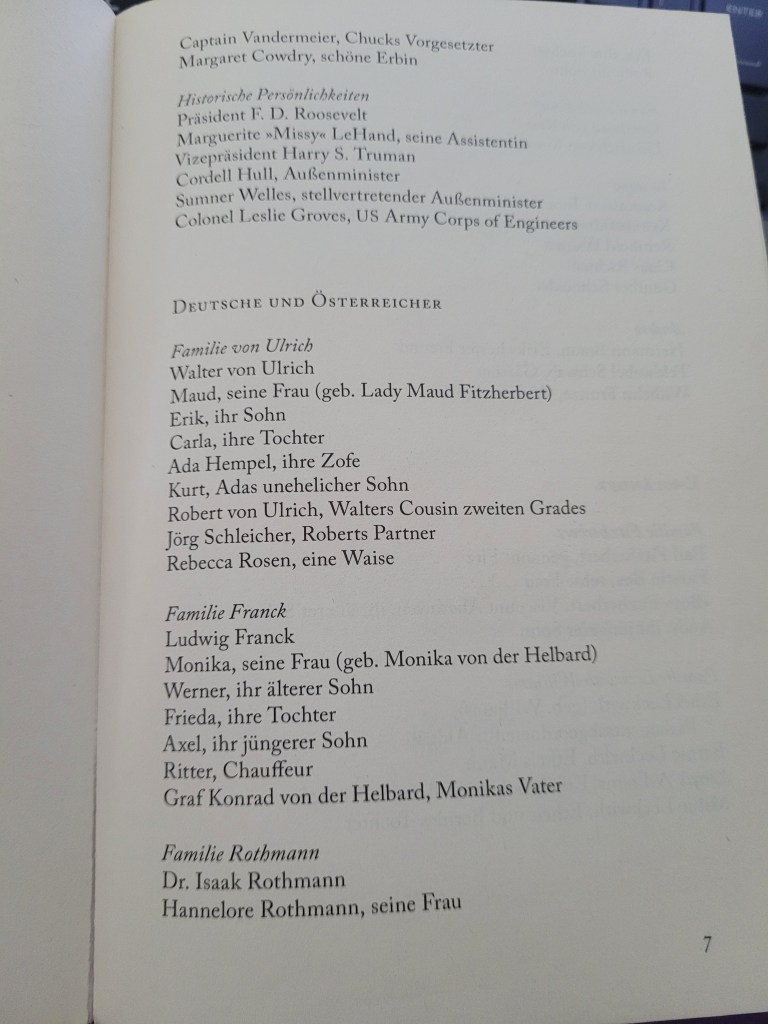 Captain Vandermeier, Chucks Vorgesetzter
Margaret Cowdry, schöne Erbin
Historische Persönlichkeiten
Präsident F. D. Roosevelt
Marguerite »Missy« LeHand, seine Assistentin
Vizepräsident Harry S. Truman
Cordell Hull, Außenminister
Sumner Welles, stellvertretender Außenminister
Colonel Leslie Groves, US Army Corps of Engineers
DEUTSCHE UND ÖSTERREICHER
Familie von Ulrich
Walter von Ulrich
Maud, seine Frau (geb. Lady Maud Fitzherbert)
Erik, ihr Sohn
Carla, ihre Tochter
Ada Hempel, ihre Zofe
Kurt, Adas unehelicher Sohn
Robert von Ulrich, Walters Cousin zweiten Grades
Jörg Schleicher, Roberts Partner
Rebecca Rosen, eine Waise
Familie Franck
Ludwig Franck
Monika, seine Frau (geb. Monika von der Helbard)
Werner, ihr älterer Sohn
Frieda, ihre Tochter
Axel, ihr jüngerer Sohn
Ritter, Chauffeur
Graf Konrad von der Helbard, Monikas Vater
Familie Rothmann
Dr. Isaak Rothmann
Hannelore Rothmann, seine Frau
7
ENTER